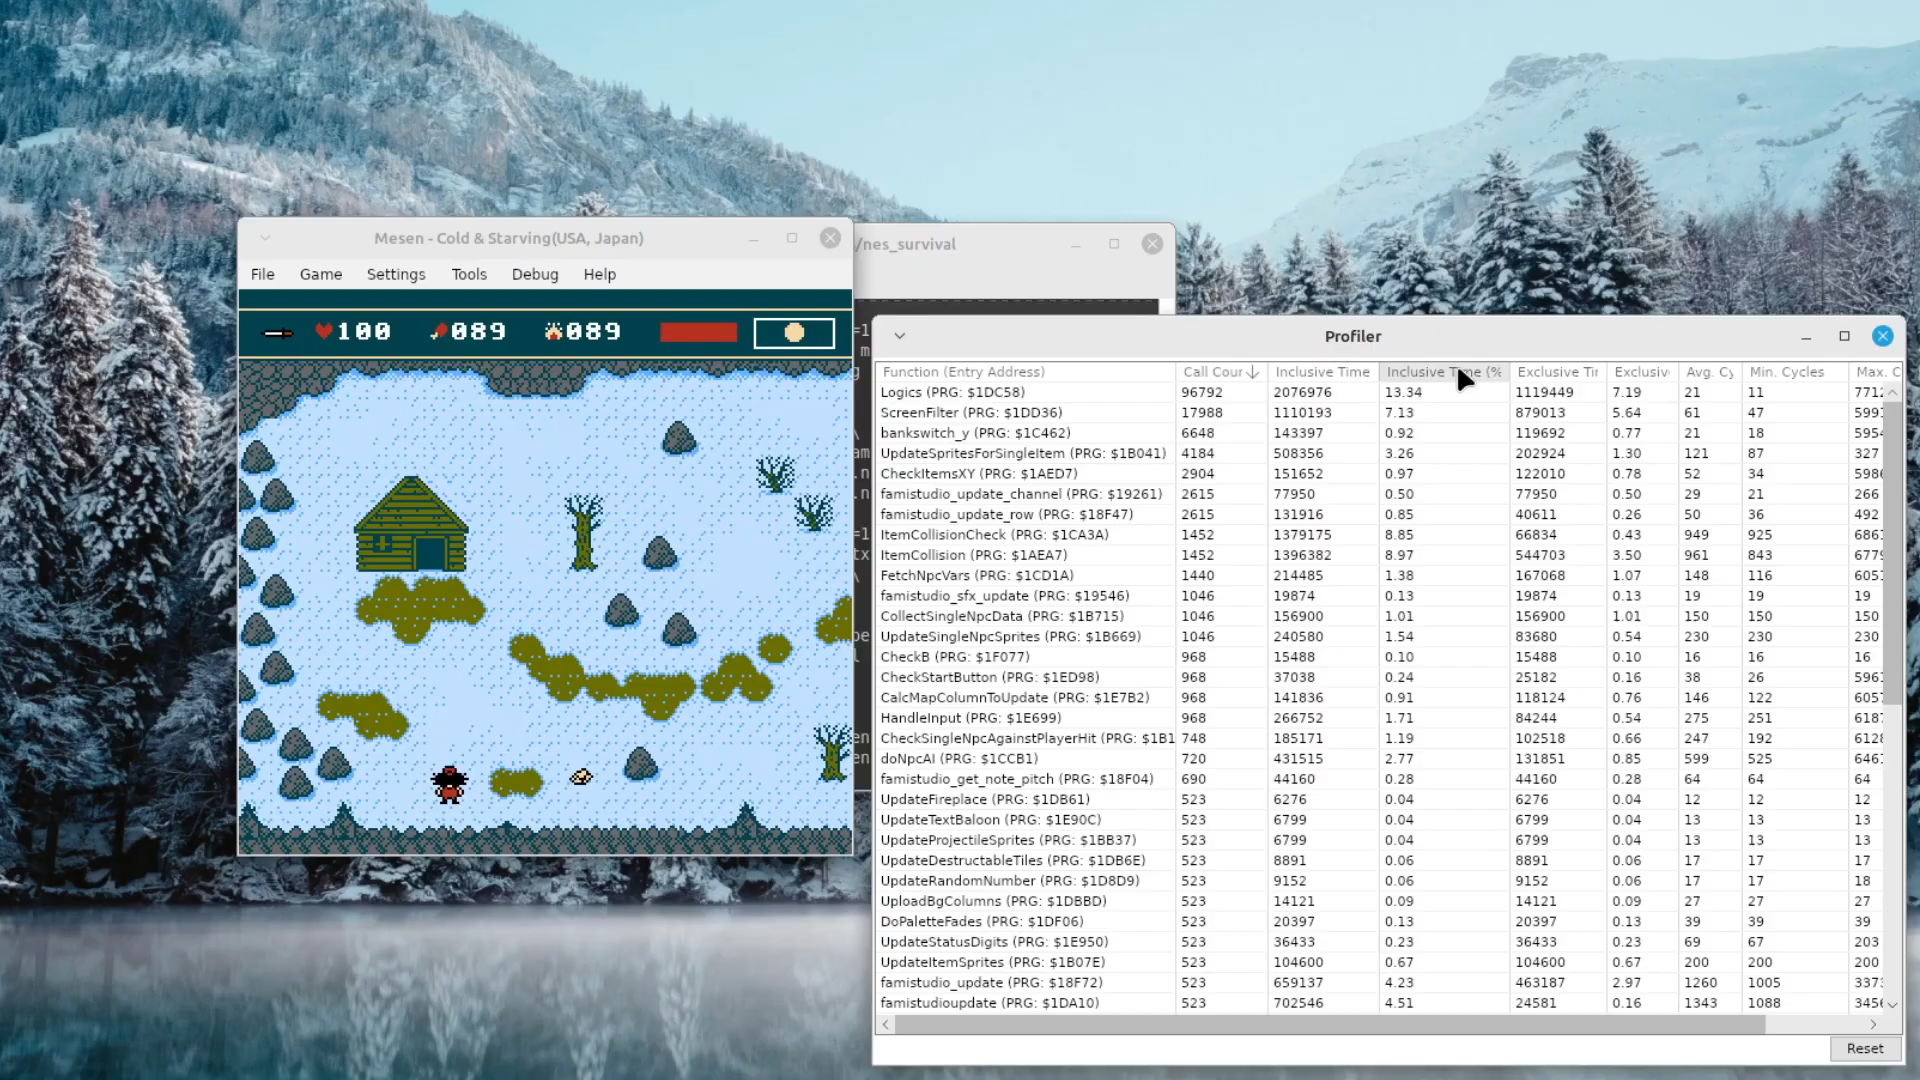 Mesen - Cold & Starving(USA, Japan)
File Game Settings Tools Debug Help
100 089 089
/nes_survival
Profiler
Function (Entry Address) Call Cour Inclusive Time Inclusive Time (% Exclusive Tir Exclusiv Avg. Cy Min. Cycles Max. C
Logics (PRG: $1DC58) 96792 2076976 13.34 1119449 7.19 21 11 7712
ScreenFilter (PRG: $1DD36) 17988 1110193 7.13 879013 5.64 61 47 5991
bankswitch_y (PRG: $1C462) 6648 143397 0.92 119692 0.77 21 18 5954
UpdateSpritesForSingleItem (PRG: $1B041) 4184 508356 3.26 202924 1.30 121 87 327
CheckItemsXY (PRG: $1AED7) 2904 151652 0.97 122010 0.78 52 34 5986
famistudio_update_channel (PRG: $19261) 2615 77950 0.50 77950 0.50 29 21 266
famistudio_update_row (PRG: $18F47) 2615 131916 0.85 40611 0.26 50 36 492
ItemCollisionCheck (PRG: $1CA3A) 1452 1379175 8.85 66834 0.43 949 925 6861
ItemCollision (PRG: $1AEA7) 1452 1396382 8.97 544703 3.50 961 843 6779
FetchNpcVars (PRG: $1CD1A) 1440 214485 1.38 167068 1.07 148 116 6051
famistudio_sfx_update (PRG: $19546) 1046 19874 0.13 19874 0.13 19 19 19
CollectSingleNpcData (PRG: $1B715) 1046 156900 1.01 156900 1.01 150 150 150
UpdateSingleNpcSprites (PRG: $1B669) 1046 240580 1.54 83680 0.54 230 230 230
CheckB (PRG: $1F077) 968 15488 0.10 15488 0.10 16 16 16
CheckStartButton (PRG: $1ED98) 968 37038 0.24 25182 0.16 38 26 5961
CalcMapColumnToUpdate (PRG: $1E7B2) 968 141836 0.91 118124 0.76 146 122 6057
HandleInput (PRG: $1E699) 968 266752 1.71 84244 0.54 275 251 6187
CheckSingleNpcAgainstPlayerHit (PRG: $1B1 748 185171 1.19 102518 0.66 247 192 6128
doNpcAI (PRG: $1CCB1) 720 431515 2.77 131851 0.85 599 525 6461
famistudio_get_note_pitch (PRG: $18F04) 690 44160 0.28 44160 0.28 64 64 64
UpdateFireplace (PRG: $1DB61) 523 6276 0.04 6276 0.04 12 12 12
UpdateTextBaloon (PRG: $1E90C) 523 6799 0.04 6799 0.04 13 13 13
UpdateProjectileSprites (PRG: $1BB37) 523 6799 0.04 6799 0.04 13 13 13
UpdateDestructableTiles (PRG: $1DB6E) 523 8891 0.06 8891 0.06 17 17 17
UpdateRandomNumber (PRG: $1D8D9) 523 9152 0.06 9152 0.06 17 17 18
UploadBgColumns (PRG: $1DBBD) 523 14121 0.09 14121 0.09 27 27 27
DoPaletteFades (PRG: $1DF06) 523 20397 0.13 20397 0.13 39 39 39
UpdateStatusDigits (PRG: $1E950) 523 36433 0.23 36433 0.23 69 67 203
UpdateItemSprites (PRG: $1B07E) 523 104600 0.67 104600 0.67 200 200 200
famistudio_update (PRG: $18F72) 523 659137 4.23 463187 2.97 1260 1005 3373
famistudioupdate (PRG: $1DA10) 523 702546 4.51 24581 0.16 1343 1088 3456
Reset